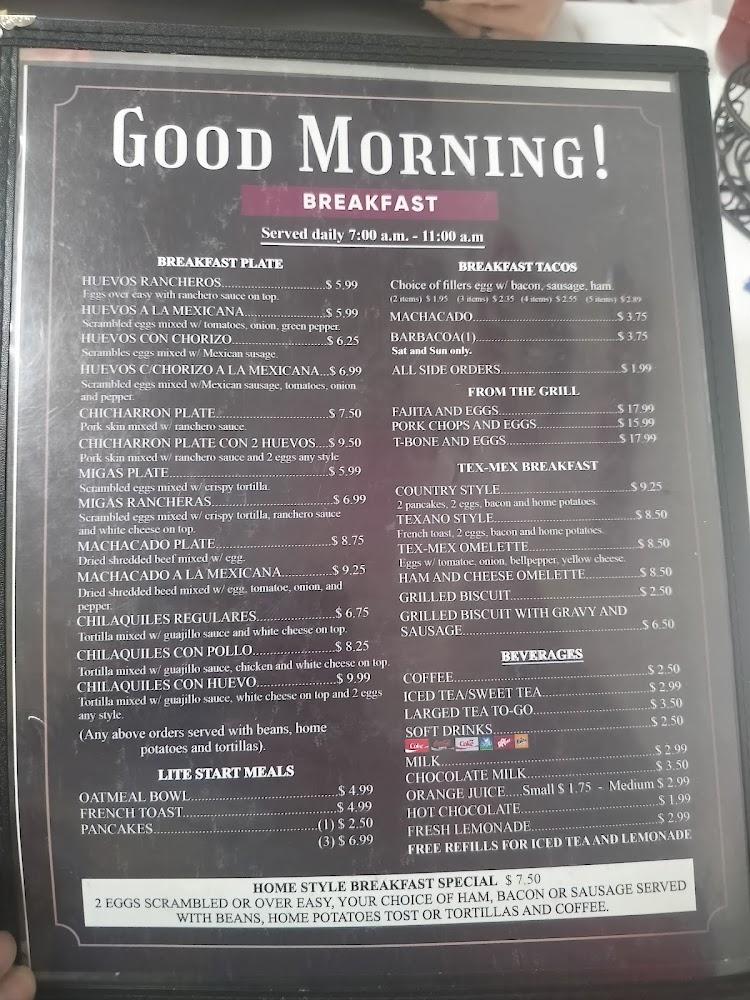 GOOD MORNING!
BREAKFAST
Served daily 7:00 a.m. - 11:00 a.m
BREAKFAST PLATE
HUEVOS RANCHEROS....................$ 5.99
Eggs over easy with ranchero sauce on top.
HUEVOS A LA MEXICANA................$ 5.99
Scrambled eggs mixed w/ tomatoes, onion, green pepper.
HUEVOS CON CHORIZO..................$ 6.25
Scrambles eggs mixed w/ Mexican susage.
HUEVOS C/CHORIZO A LA MEXICANA...$ 6.99
Scrambled eggs mixed w/Mexican sausage, tomatoes, onion
and pepper.
CHICHARRON PLATE....................$ 7.50
Pork skin mixed w/ ranchero sauce.
CHICHARRON PLATE CON 2 HUEVOS....$ 9.50
Pork skin mixed w/ ranchero sauce and 2 eggs any style
MIGAS PLATE.........................$ 5.99
Scrambled eggs mixed w/ crispy tortilla.
MIGAS RANCHERAS.....................$ 6.99
Scrambled eggs mixed w/ crispy tortilla, ranchero sauce
and white cheese on top.
MACHACADO PLATE.....................$ 8.75
Dried shredded beef mixed w/ egg.
MACHACADO A LA MEXICANA.............$ 9.25
Dried shredded beed mixed w/ egg, tomatoe, onion, and
pepper.
CHILAQUILES REGULARES...............$ 6.75
Tortilla mixed w/ guajillo sauce and white cheese on top.
CHILAQUILES CON POLLO...............$ 8.25
Tortilla mixed w/ guajillo sauce, chicken and white cheese on top.
CHILAQUILES CON HUEVO...............$ 9.99
Tortilla mixed w/ guajillo sauce, white cheese on top and 2 eggs
any style.
(Any above orders served with beans, home
potatoes and tortillas).
LITE START MEALS
OATMEAL BOWL........................$ 4.99
FRENCH TOAST........................$ 4.99
PANCAKES........................(1) $ 2.50
(3) $ 6.99
BREAKFAST TACOS
Choice of fillers egg w/ bacon, sausage, ham.
(2 items) $ 1.95 (3 items) $ 2.35 (4 items) $ 2.55 (5 items) $ 2.89
MACHACADO...........................$ 3.75
BARBACOA(1).........................$ 3.75
Sat and Sun only.
ALL SIDE ORDERS.....................$ 1.99
FROM THE GRILL
FAJITA AND EGGS.....................$ 17.99
PORK CHOPS AND EGGS.................$ 15.99
T-BONE AND EGGS.....................$ 17.99
TEX-MEX BREAKFAST
COUNTRY STYLE.......................$ 9.25
2 pancakes, 2 eggs, bacon and home potatoes.
TEXANO STYLE........................$ 8.50
French toast, 2 eggs, bacon and home potatoes.
TEX-MEX OMELETTE....................$ 8.50
Eggs w/ tomatoe, onion, bellpepper, yellow cheese.
HAM AND CHEESE OMELETTE.............$ 8.50
GRILLED BISCUIT.....................$ 2.50
GRILLED BISCUIT WITH GRAVY AND
SAUSAGE.............................$ 6.50
BEVERAGES
COFFEE..............................$ 2.50
ICED TEA/SWEET TEA..................$ 2.99
LARGED TEA TO-GO....................$ 3.50
SOFT DRINKS.........................$ 2.50
MILK................................$ 2.99
CHOCOLATE MILK......................$ 3.50
ORANGE JUICE....Small $ 1.75 - Medium $ 2.99
HOT CHOCOLATE.......................$ 1.99
FRESH LEMONADE......................$ 2.99
FREE REFILLS FOR ICED TEA AND LEMONADE
HOME STYLE BREAKFAST SPECIAL $ 7.50
2 EGGS SCRAMBLED OR OVER EASY, YOUR CHOICE OF HAM, BACON OR SAUSAGE SERVED
WITH BEANS, HOME POTATOES TOST OR TORTILLAS AND COFFEE.